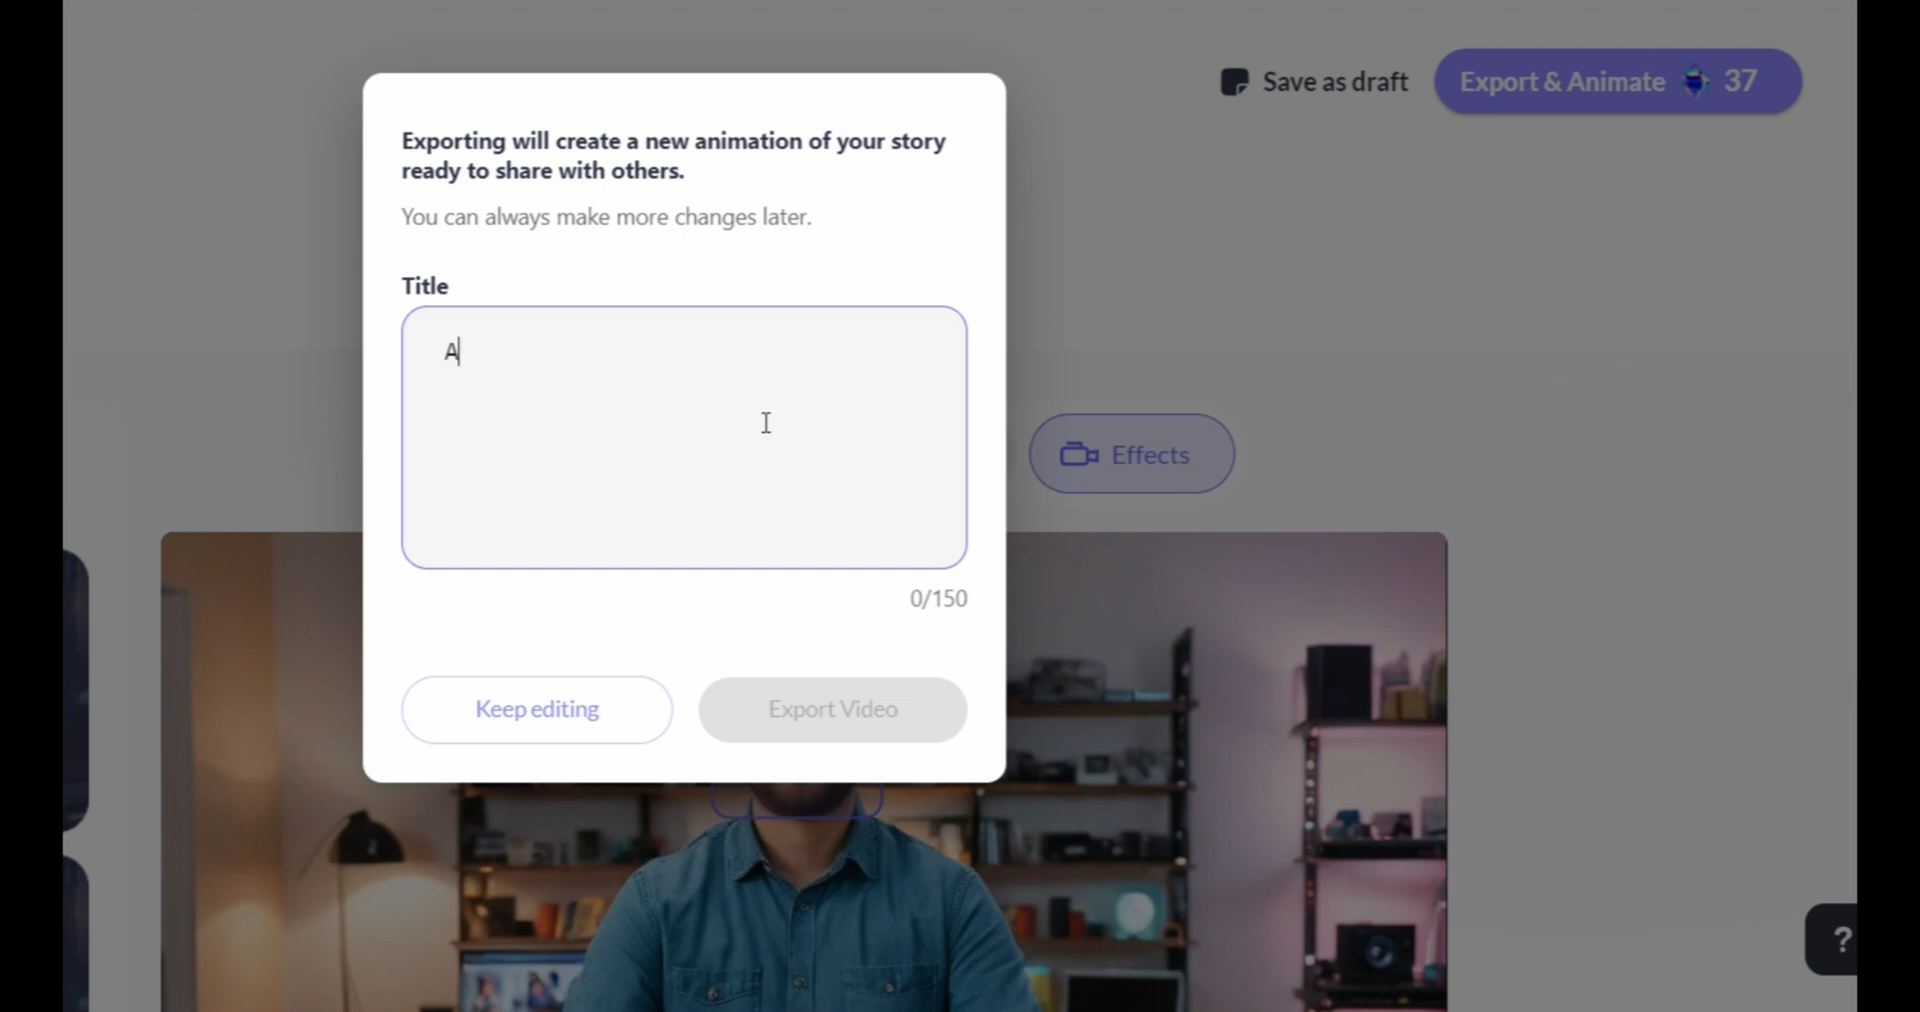 Save as draft
Export & Animate 37
Exporting will create a new animation of your story
ready to share with others.
You can always make more changes later.
Title
A
Effects
0/150
Keep editing
Export Video
?